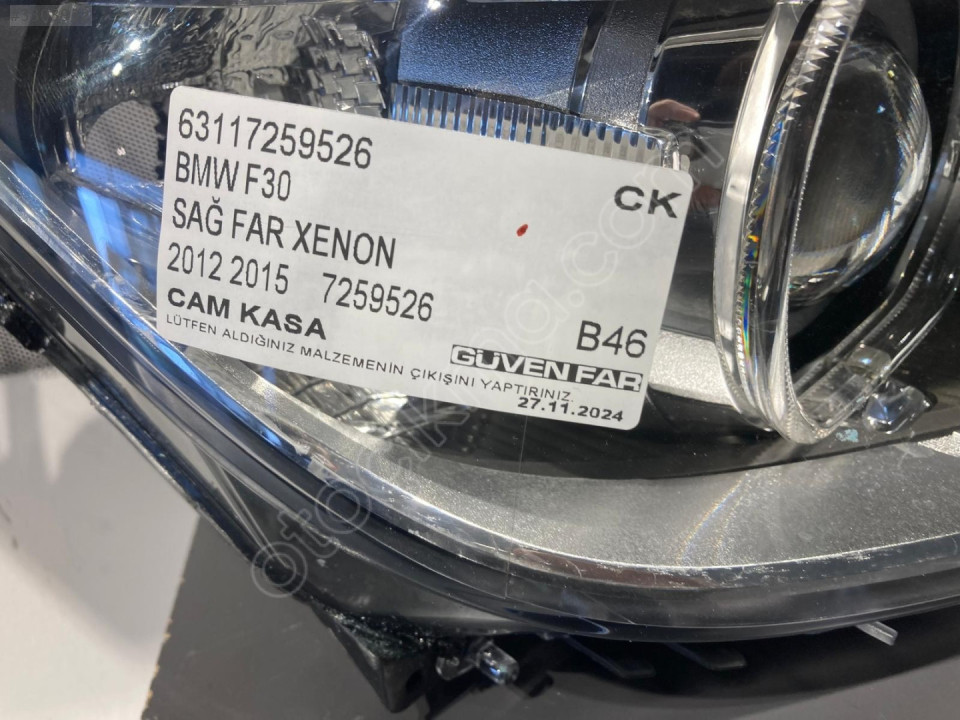 63117259526
BMW F30
CK
SAĞ FAR XENON
2012 2015 7259526
CAM KASA
B46
LÜTFEN ALDIĞINIZ MALZEMENİN ÇIKIŞINI YAPTIRINIZ.
GÜVEN FAR
27.11.2024